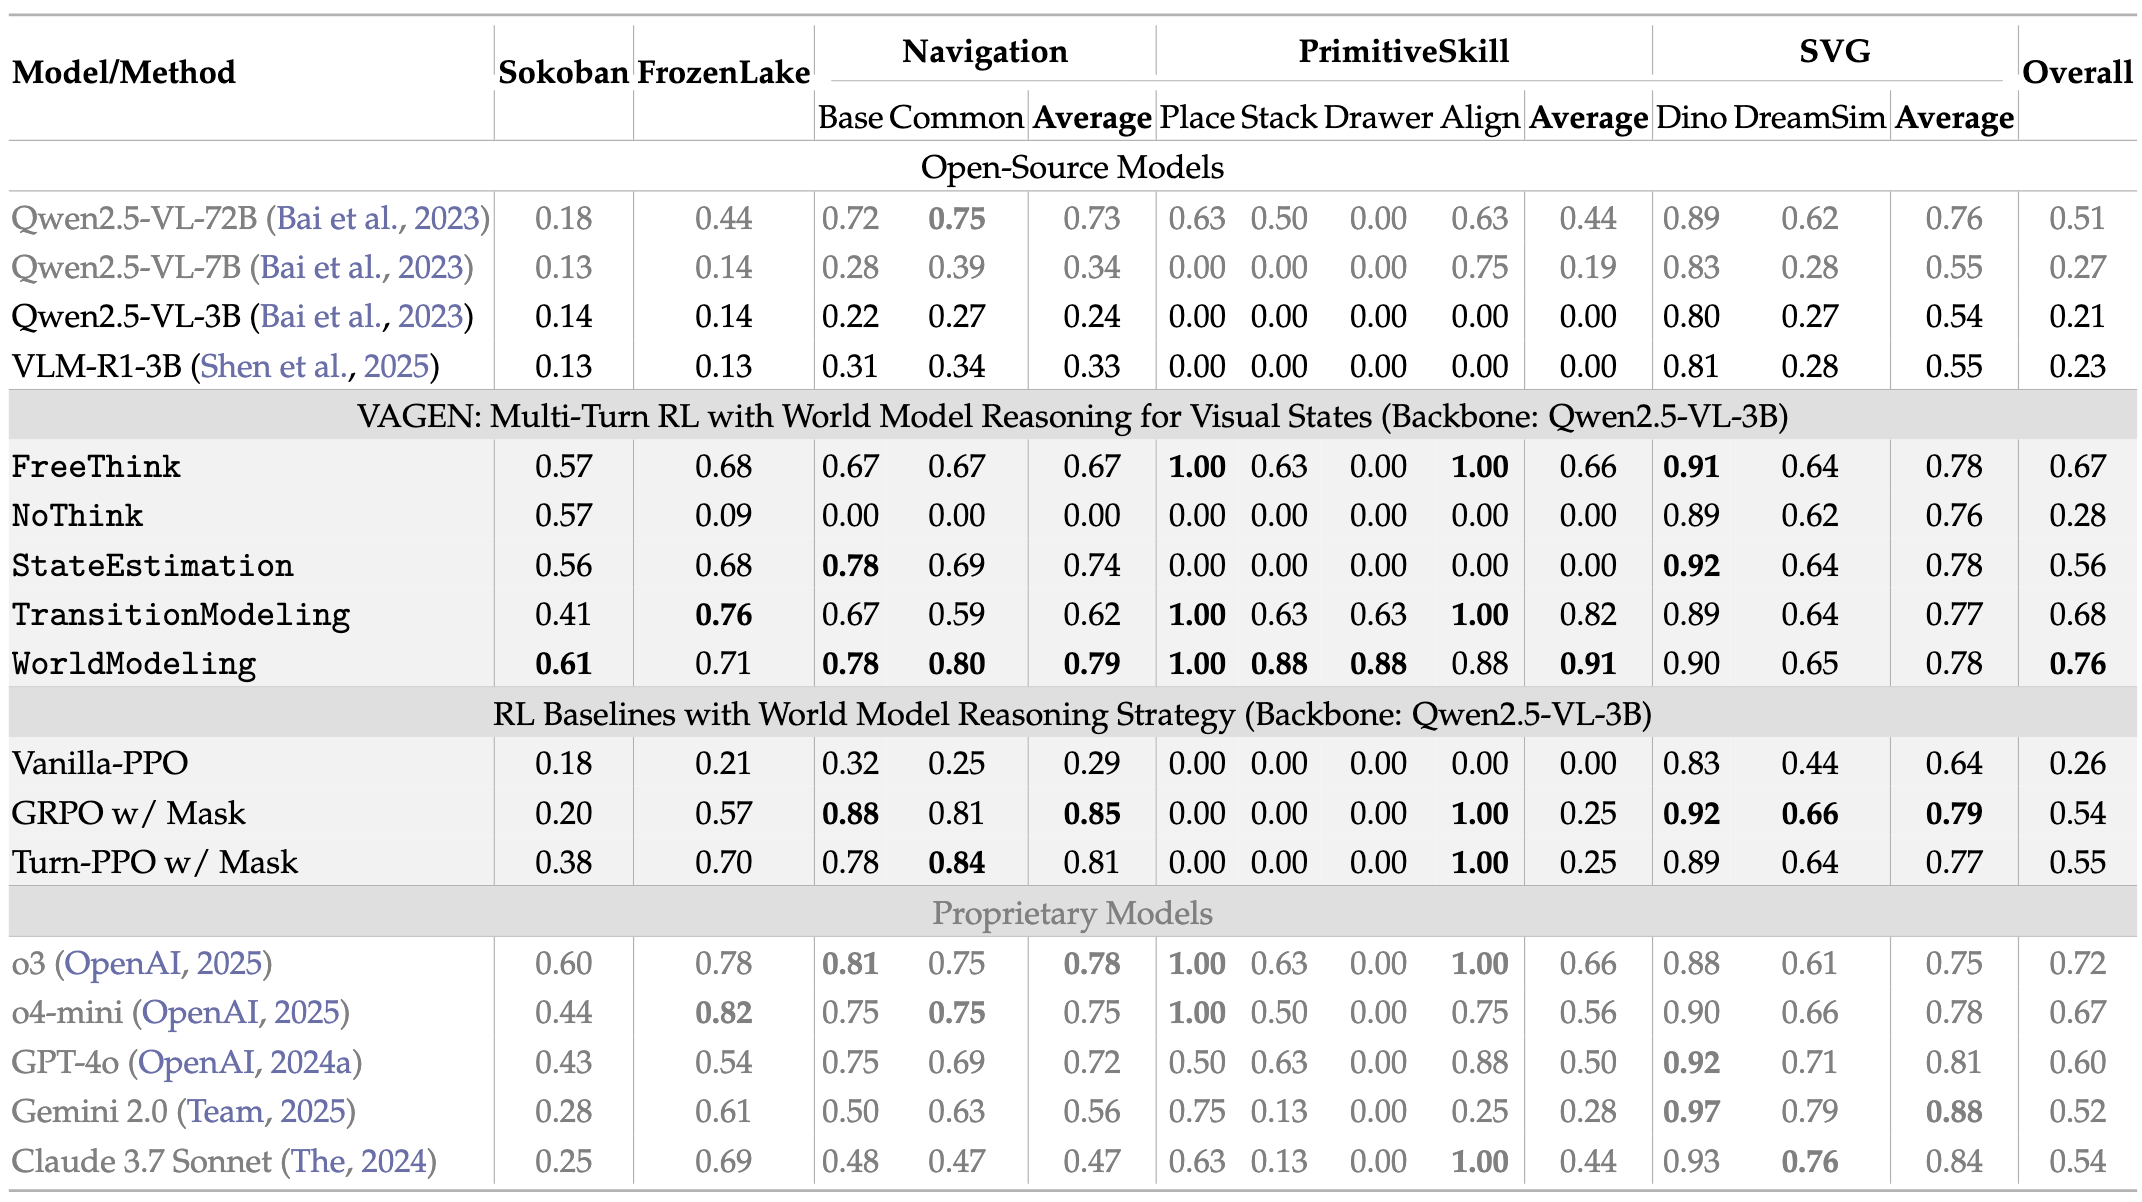 Model/Method Sokoban FrozenLake Navigation PrimitiveSkill SVG Overall
Base Common Average Place Stack Drawer Align Average Dino DreamSim Average
Open-Source Models
Qwen2.5-VL-72B (Bai et al., 2023) 0.18 0.44 0.72 0.75 0.73 0.63 0.50 0.00 0.63 0.44 0.89 0.62 0.76 0.51
Qwen2.5-VL-7B (Bai et al., 2023) 0.13 0.14 0.28 0.39 0.34 0.00 0.00 0.00 0.75 0.19 0.83 0.28 0.55 0.27
Qwen2.5-VL-3B (Bai et al., 2023) 0.14 0.14 0.22 0.27 0.24 0.00 0.00 0.00 0.00 0.00 0.80 0.27 0.54 0.21
VLM-R1-3B (Shen et al., 2025) 0.13 0.13 0.31 0.34 0.33 0.00 0.00 0.00 0.00 0.00 0.81 0.28 0.55 0.23
VAGEN: Multi-Turn RL with World Model Reasoning for Visual States (Backbone: Qwen2.5-VL-3B)
FreeThink 0.57 0.68 0.67 0.67 0.67 1.00 0.63 0.00 1.00 0.66 0.91 0.64 0.78 0.67
NoThink 0.57 0.09 0.00 0.00 0.00 0.00 0.00 0.00 0.00 0.00 0.89 0.62 0.76 0.28
StateEstimation 0.56 0.68 0.78 0.69 0.74 0.00 0.00 0.00 0.00 0.00 0.92 0.64 0.78 0.56
TransitionModeling 0.41 0.76 0.67 0.59 0.62 1.00 0.63 0.63 1.00 0.82 0.89 0.64 0.77 0.68
WorldModeling 0.61 0.71 0.78 0.80 0.79 1.00 0.88 0.88 0.88 0.91 0.90 0.65 0.78 0.76
RL Baselines with World Model Reasoning Strategy (Backbone: Qwen2.5-VL-3B)
Vanilla-PPO 0.18 0.21 0.32 0.25 0.29 0.00 0.00 0.00 0.00 0.00 0.83 0.44 0.64 0.26
GRPO w/ Mask 0.20 0.57 0.88 0.81 0.85 0.00 0.00 0.00 1.00 0.25 0.92 0.66 0.79 0.54
Turn-PPO w/ Mask 0.38 0.70 0.78 0.84 0.81 0.00 0.00 0.00 1.00 0.25 0.89 0.64 0.77 0.55
Proprietary Models
o3 (OpenAI, 2025) 0.60 0.78 0.81 0.75 0.78 1.00 0.63 0.00 1.00 0.66 0.88 0.61 0.75 0.72
o4-mini (OpenAI, 2025) 0.44 0.82 0.75 0.75 0.75 1.00 0.50 0.00 0.75 0.56 0.90 0.66 0.78 0.67
GPT-4o (OpenAI, 2024a) 0.43 0.54 0.75 0.69 0.72 0.50 0.63 0.00 0.88 0.50 0.92 0.71 0.81 0.60
Gemini 2.0 (Team, 2025) 0.28 0.61 0.50 0.63 0.56 0.75 0.13 0.00 0.25 0.28 0.97 0.79 0.88 0.52
Claude 3.7 Sonnet (The, 2024) 0.25 0.69 0.48 0.47 0.47 0.63 0.13 0.00 1.00 0.44 0.93 0.76 0.84 0.54